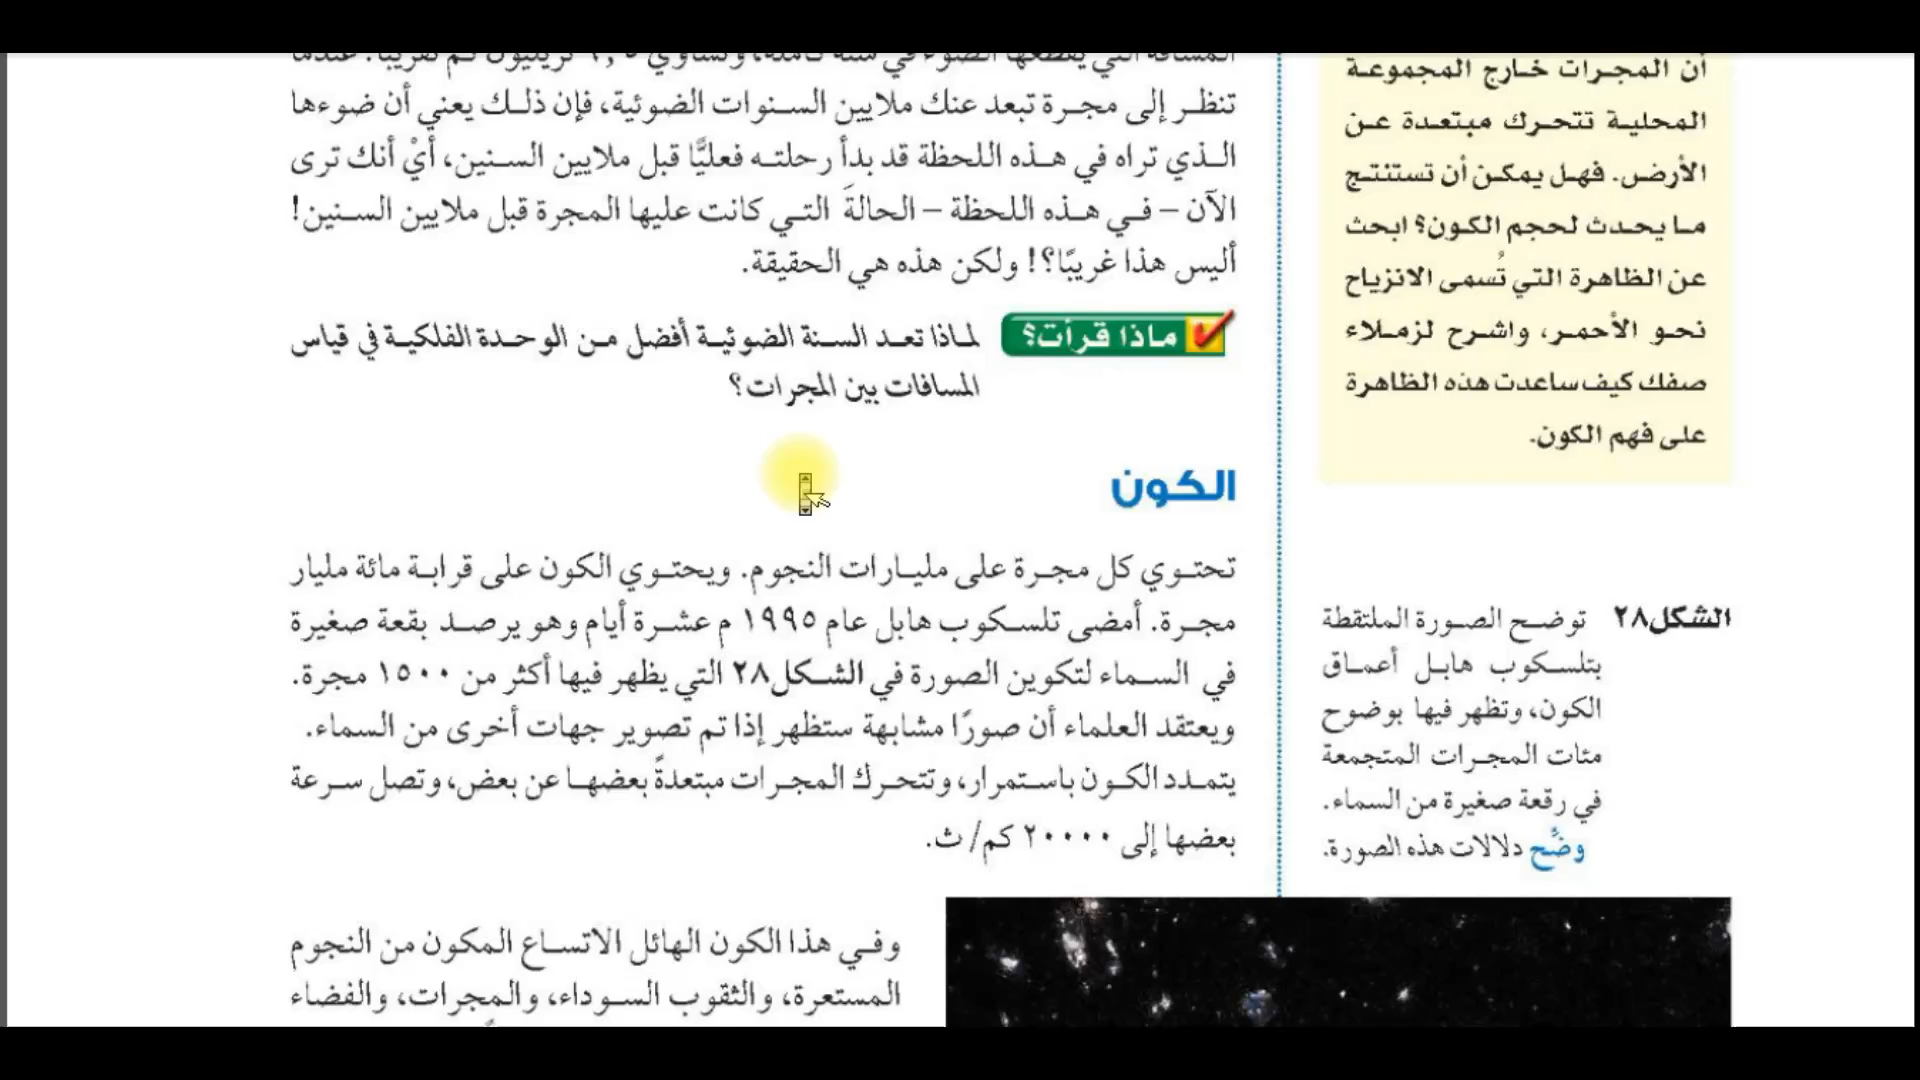 تنظر إلى مجرة تبعد عنك ملايين السنوات الضوئية، فإن ذلك يعني أن ضوءها
الذي تراه في هذه اللحظة قد بدأ رحلته فعليًّا قبل ملايين السنين، أيْ أنك ترى
الآن – في هذه اللحظة – الحالةَ التي كانت عليها المجرة قبل ملايين السنين!
أليس هذا غريبًا؟! ولكن هذه هي الحقيقة.
ماذا قرأت؟ لماذا تعد السنة الضوئية أفضل من الوحدة الفلكية في قياس
المسافات بين المجرات؟
الكون
تحتوي كل مجرة على مليارات النجوم. ويحتوي الكون على قرابة مائة مليار
مجرة. أمضى تلسكوب هابل عام ١٩٩٥ م عشرة أيام وهو يرصد بقعة صغيرة
في السماء لتكوين الصورة في الشكل٢٨ التي يظهر فيها أكثر من ١٥٠٠ مجرة.
ويعتقد العلماء أن صورًا مشابهة ستظهر إذا تم تصوير جهات أخرى من السماء.
يتمدد الكون باستمرار، وتتحرك المجرات مبتعدةً بعضها عن بعض، وتصل سرعة
بعضها إلى ٢٠٠٠٠ كم/ ث.
وفي هذا الكون الهائل الاتساع المكون من النجوم
المستعرة، والثقوب السوداء، والمجرات، والفضاء
أن المجرات خارج المجموعة
المحلية تتحرك مبتعدة عن
الأرض. فهل يمكن أن تستنتج
ما يحدث لحجم الكون؟ ابحث
عن الظاهرة التي تُسمى الانزياح
نحو الأحمر، واشرح لزملاء
صفك كيف ساعدت هذه الظاهرة
على فهم الكون.
الشكل٢٨ توضح الصورة الملتقطة
بتلسكوب هابل أعماق
الكون، وتظهر فيها بوضوح
مئات المجرات المتجمعة
في رقعة صغيرة من السماء.
وضِّح دلالات هذه الصورة.